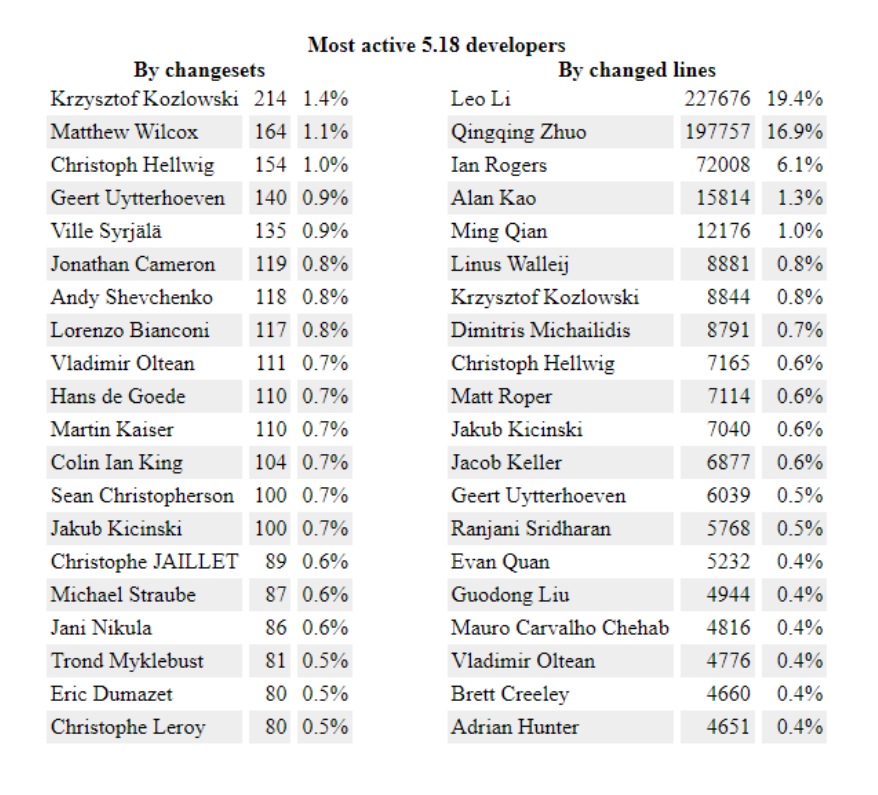 Most active 5.18 developers
By changesets
Krzysztof Kozlowski 214 1.4%
Matthew Wilcox 164 1.1%
Christoph Hellwig 154 1.0%
Geert Uytterhoeven 140 0.9%
Ville Syrjälä 135 0.9%
Jonathan Cameron 119 0.8%
Andy Shevchenko 118 0.8%
Lorenzo Bianconi 117 0.8%
Vladimir Oltean 111 0.7%
Hans de Goede 110 0.7%
Martin Kaiser 110 0.7%
Colin Ian King 104 0.7%
Sean Christopherson 100 0.7%
Jakub Kicinski 100 0.7%
Christophe JAILLET 89 0.6%
Michael Straube 87 0.6%
Jani Nikula 86 0.6%
Trond Myklebust 81 0.5%
Eric Dumazet 80 0.5%
Christophe Leroy 80 0.5%
By changed lines
Leo Li 227676 19.4%
Qingqing Zhuo 197757 16.9%
Ian Rogers 72008 6.1%
Alan Kao 15814 1.3%
Ming Qian 12176 1.0%
Linus Walleij 8881 0.8%
Krzysztof Kozlowski 8844 0.8%
Dimitris Michailidis 8791 0.7%
Christoph Hellwig 7165 0.6%
Matt Roper 7114 0.6%
Jakub Kicinski 7040 0.6%
Jacob Keller 6877 0.6%
Geert Uytterhoeven 6039 0.5%
Ranjani Sridharan 5768 0.5%
Evan Quan 5232 0.4%
Guodong Liu 4944 0.4%
Mauro Carvalho Chehab 4816 0.4%
Vladimir Oltean 4776 0.4%
Brett Creeley 4660 0.4%
Adrian Hunter 4651 0.4%